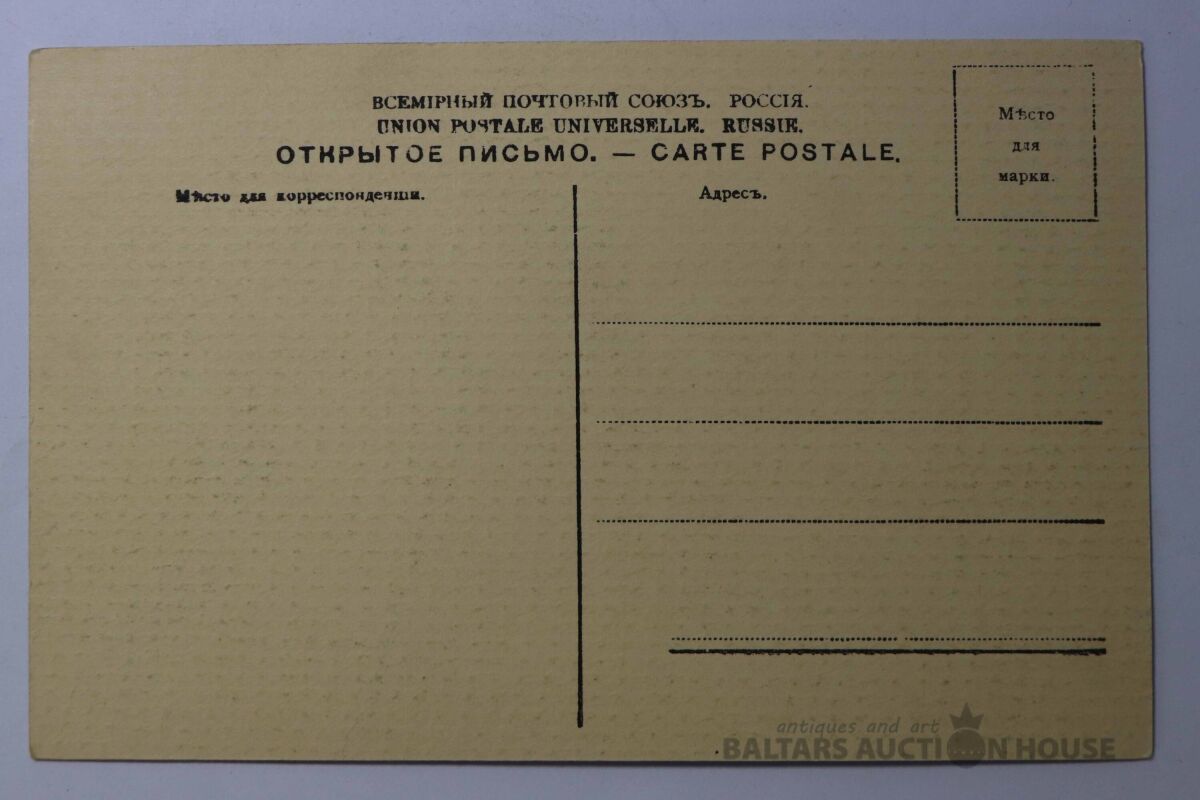 ВСЕМІРНЫЙ ПОЧТОВЫЙ СОЮЗЪ. РОССІЯ.
UNION POSTALE UNIVERSELLE. RUSSIE.
ОТКРЫТОЕ ПИСЬМО. — CARTE POSTALE.
Мѣсто
для
марки.
Мѣсто для корреспонденціи.
Адресъ.
antiques and art
BALTARS AUCTION HOUSE